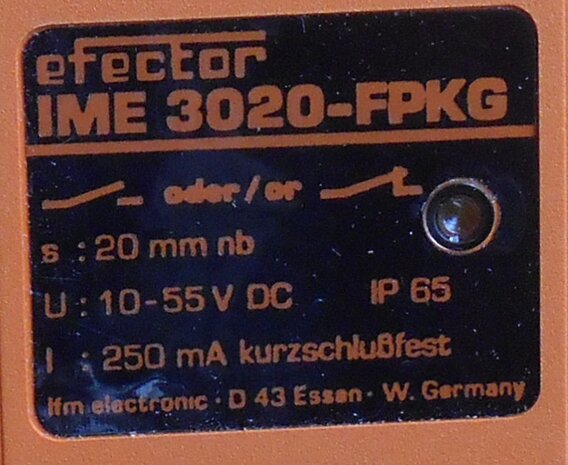 efector
IME 3020-FPKG
oder/or
s : 20 mm nb
U : 10-55 V DC IP 65
I : 250 mA kurzschlußfest
ifm electronic · D 43 Essen · W. Germany